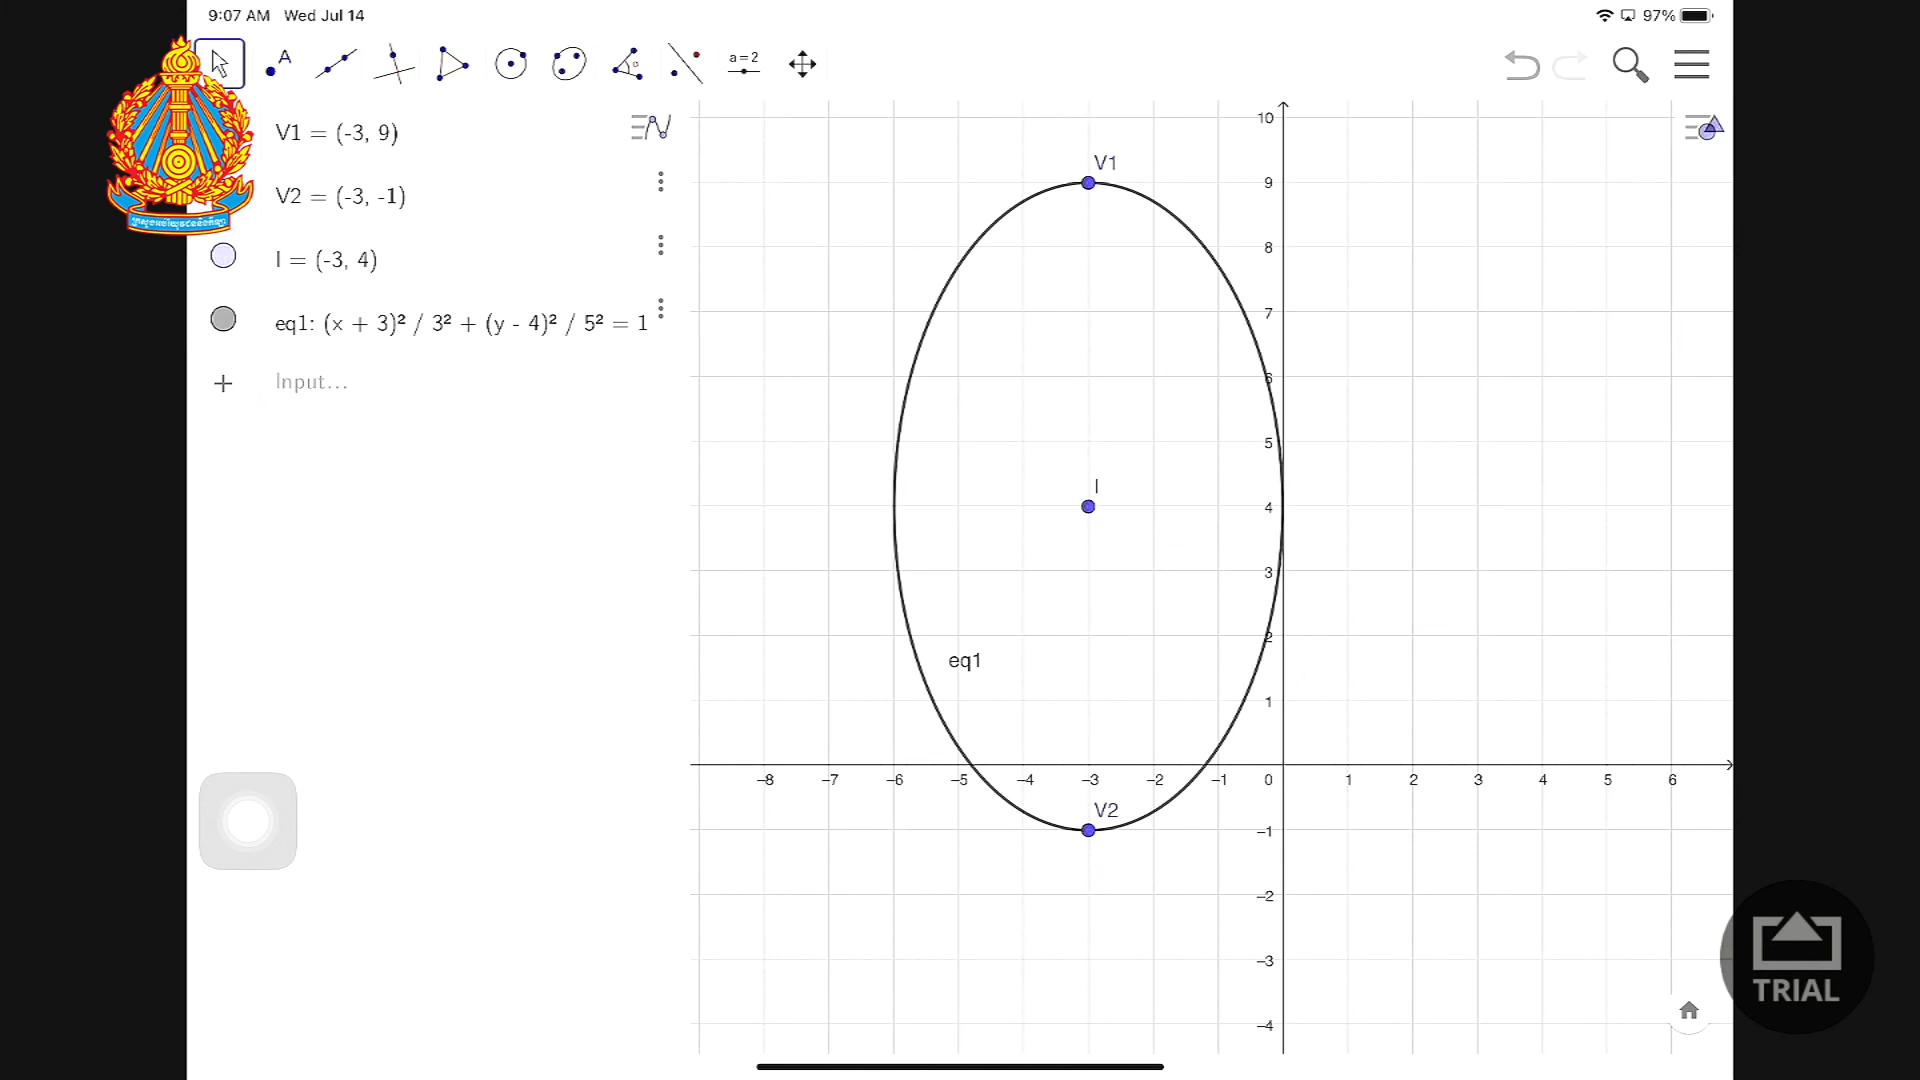 9:07 AM Wed Jul 14
97%
A
a=2
V1 = (-3, 9)
V2 = (-3, -1)
I = (-3, 4)
eq1: (x + 3)² / 3² + (y - 4)² / 5² = 1
+ Input...
V1
I
eq1
V2
10
9
8
7
6
5
4
3
2
1
–8 –7 –6 –5 –4 –3 –2 –1 0 1 2 3 4 5 6
–1
–2
–3
–4
TRIAL